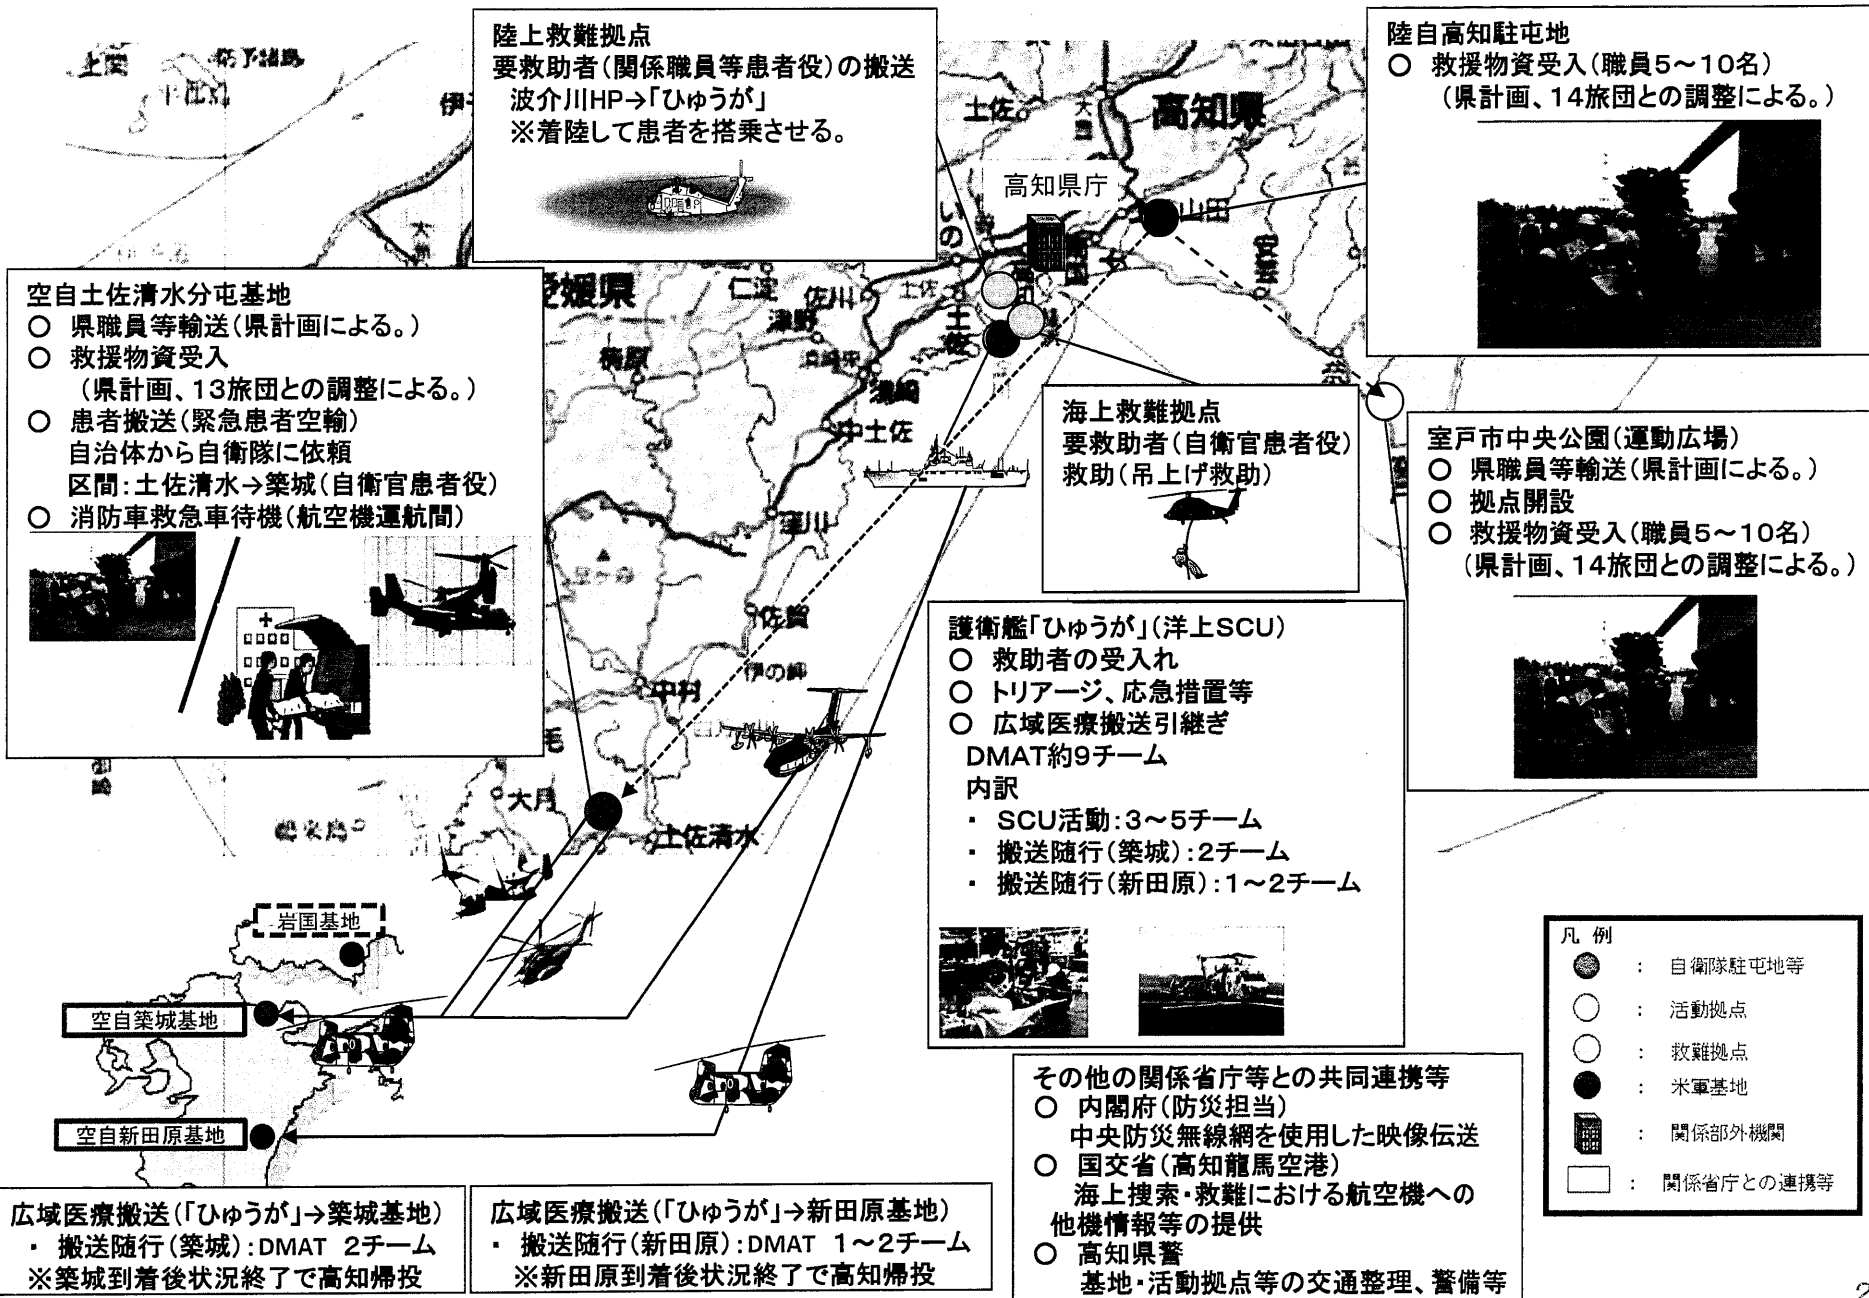 陸上救難拠点
要救助者(関係職員等患者役)の搬送
波介川HP→「ひゅうが」
※着陸して患者を搭乗させる。
陸自高知駐屯地
○ 救援物資受入(職員5～10名)
(県計画、14旅団との調整による。)
空自土佐清水分屯基地
○ 県職員等輸送(県計画による。)
○ 救援物資受入
(県計画、13旅団との調整による。)
○ 患者搬送(緊急患者空輸)
自治体から自衛隊に依頼
区間:土佐清水→築城(自衛官患者役)
○ 消防車救急車待機(航空機運航間)
高知県
高知県庁
土佐
大豊
山田
いの
愛媛県
仁淀
佐川
土佐
津野
梼原
須崎
中土佐
窪川
佐賀
伊の岬
中村
大月
土佐清水
海上救難拠点
要救助者(自衛官患者役)
救助(吊上げ救助)
室戸市中央公園(運動広場)
○ 県職員等輸送(県計画による。)
○ 拠点開設
○ 救援物資受入(職員5～10名)
(県計画、14旅団との調整による。)
護衛艦「ひゅうが」(洋上SCU)
○ 救助者の受入れ
○ トリアージ、応急措置等
○ 広域医療搬送引継ぎ
DMAT約9チーム
内訳
・ SCU活動:3～5チーム
・ 搬送随行(築城):2チーム
・ 搬送随行(新田原):1～2チーム
岩国基地
空自築城基地
空自新田原基地
凡 例
: 自衛隊駐屯地等
: 活動拠点
: 救難拠点
: 米軍基地
: 関係部外機関
: 関係省庁との連携等
その他の関係省庁等との共同連携等
○ 内閣府(防災担当)
中央防災無線網を使用した映像伝送
○ 国交省(高知龍馬空港)
海上捜索・救難における航空機への
他機情報等の提供
○ 高知県警
基地・活動拠点等の交通整理、警備等
広域医療搬送(「ひゅうが」→築城基地)
・ 搬送随行(築城):DMAT 2チーム
※築城到着後状況終了で高知帰投
広域医療搬送(「ひゅうが」→新田原基地)
・ 搬送随行(新田原):DMAT 1～2チーム
※新田原到着後状況終了で高知帰投
2